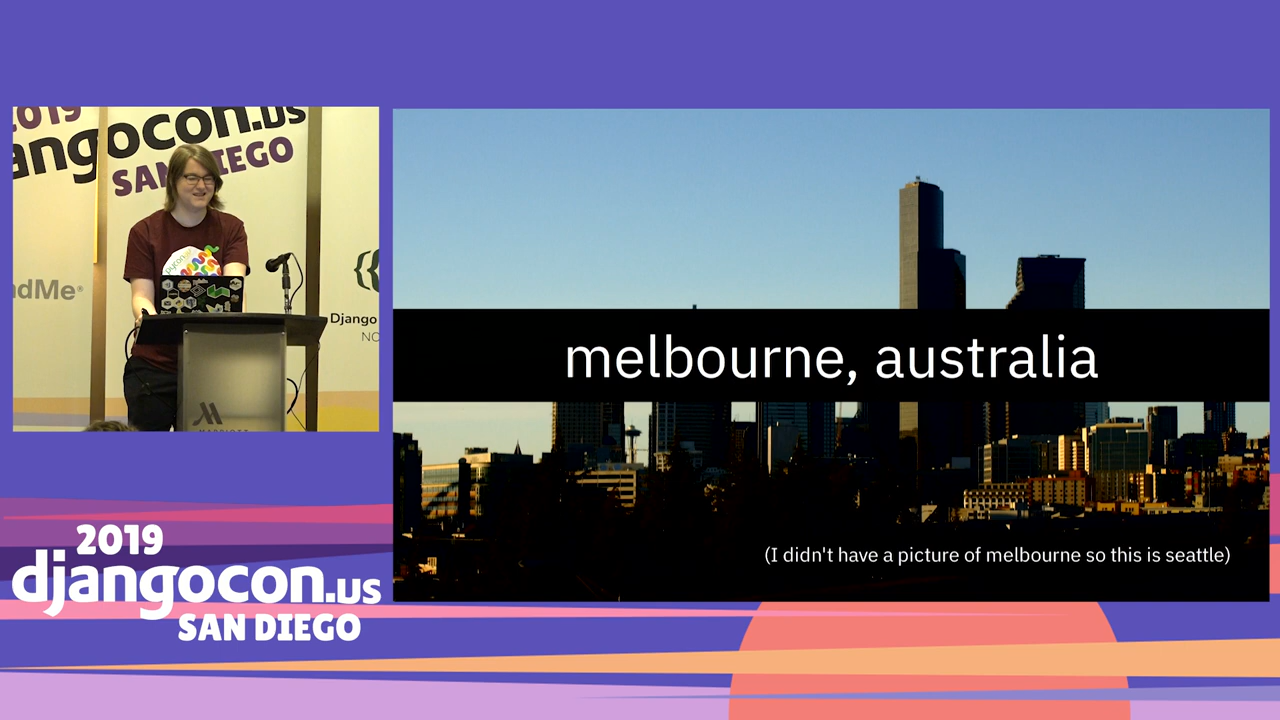 2019
djangocon.us
SAN DIEGO
Django
MARRIOTT
melbourne, australia
(I didn't have a picture of melbourne so this is seattle)
2019
djangocon.us
SAN DIEGO